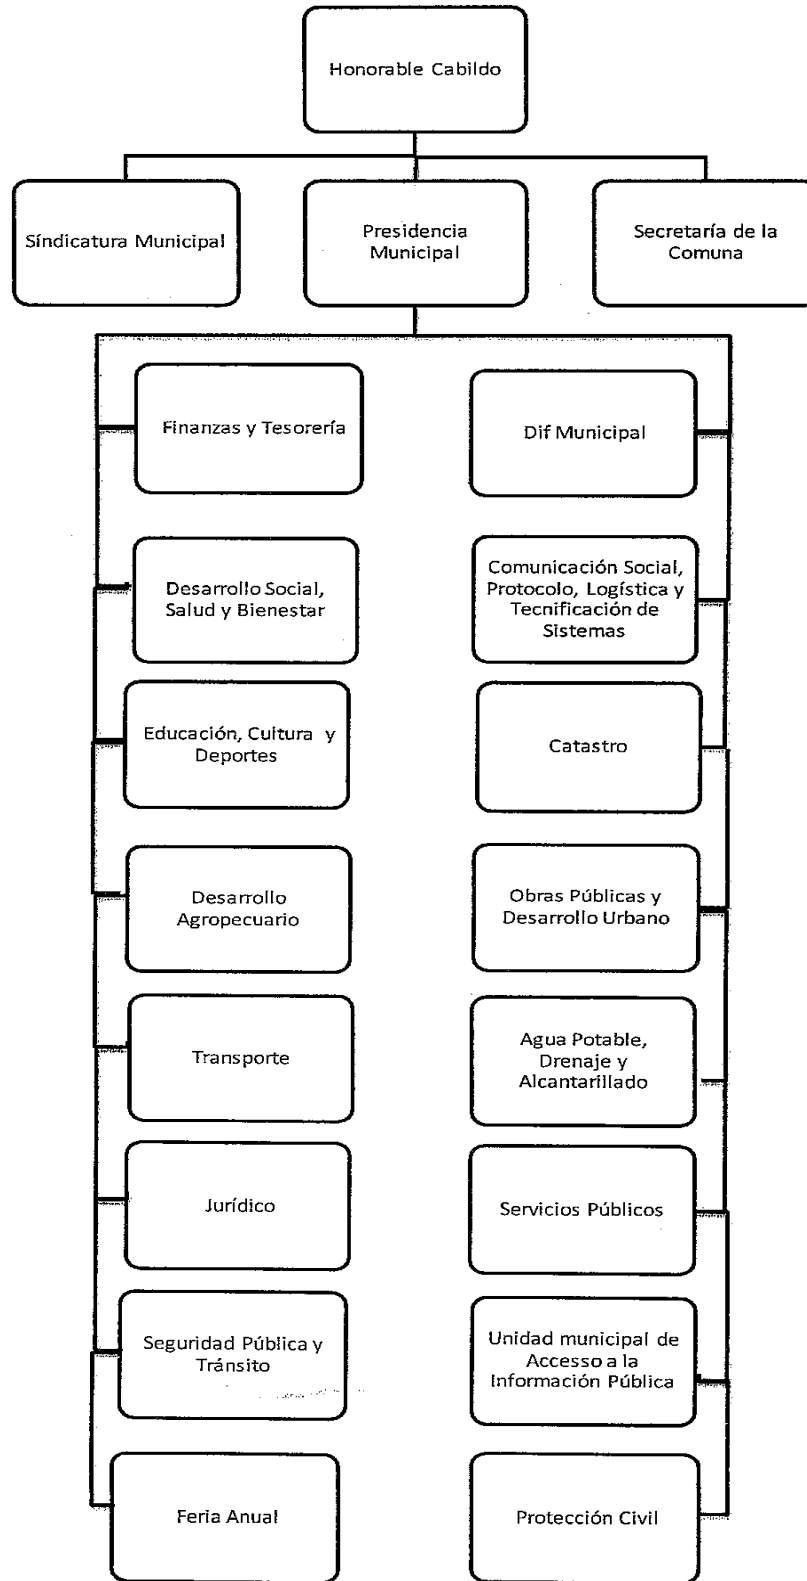 Honorable Cabildo
Síndicatura Municipal
Presidencia
Municipal
Secretaría de la
Comuna
Finanzas y Tesorería
Dif Municipal
Desarrollo Social,
Salud y Bienestar
Comunicación Social,
Protocolo, Logística y
Tecnificación de
Sistemas
Educación, Cultura y
Deportes
Catastro
Desarrollo
Agropecuario
Obras Públicas y
Desarrollo Urbano
Transporte
Agua Potable,
Drenaje y
Alcantarillado
Jurídico
Servicios Públicos
Seguridad Pública y
Tránsito
Unidad municipal de
Accesso a la
Información Pública
Feria Anual
Protección Civil